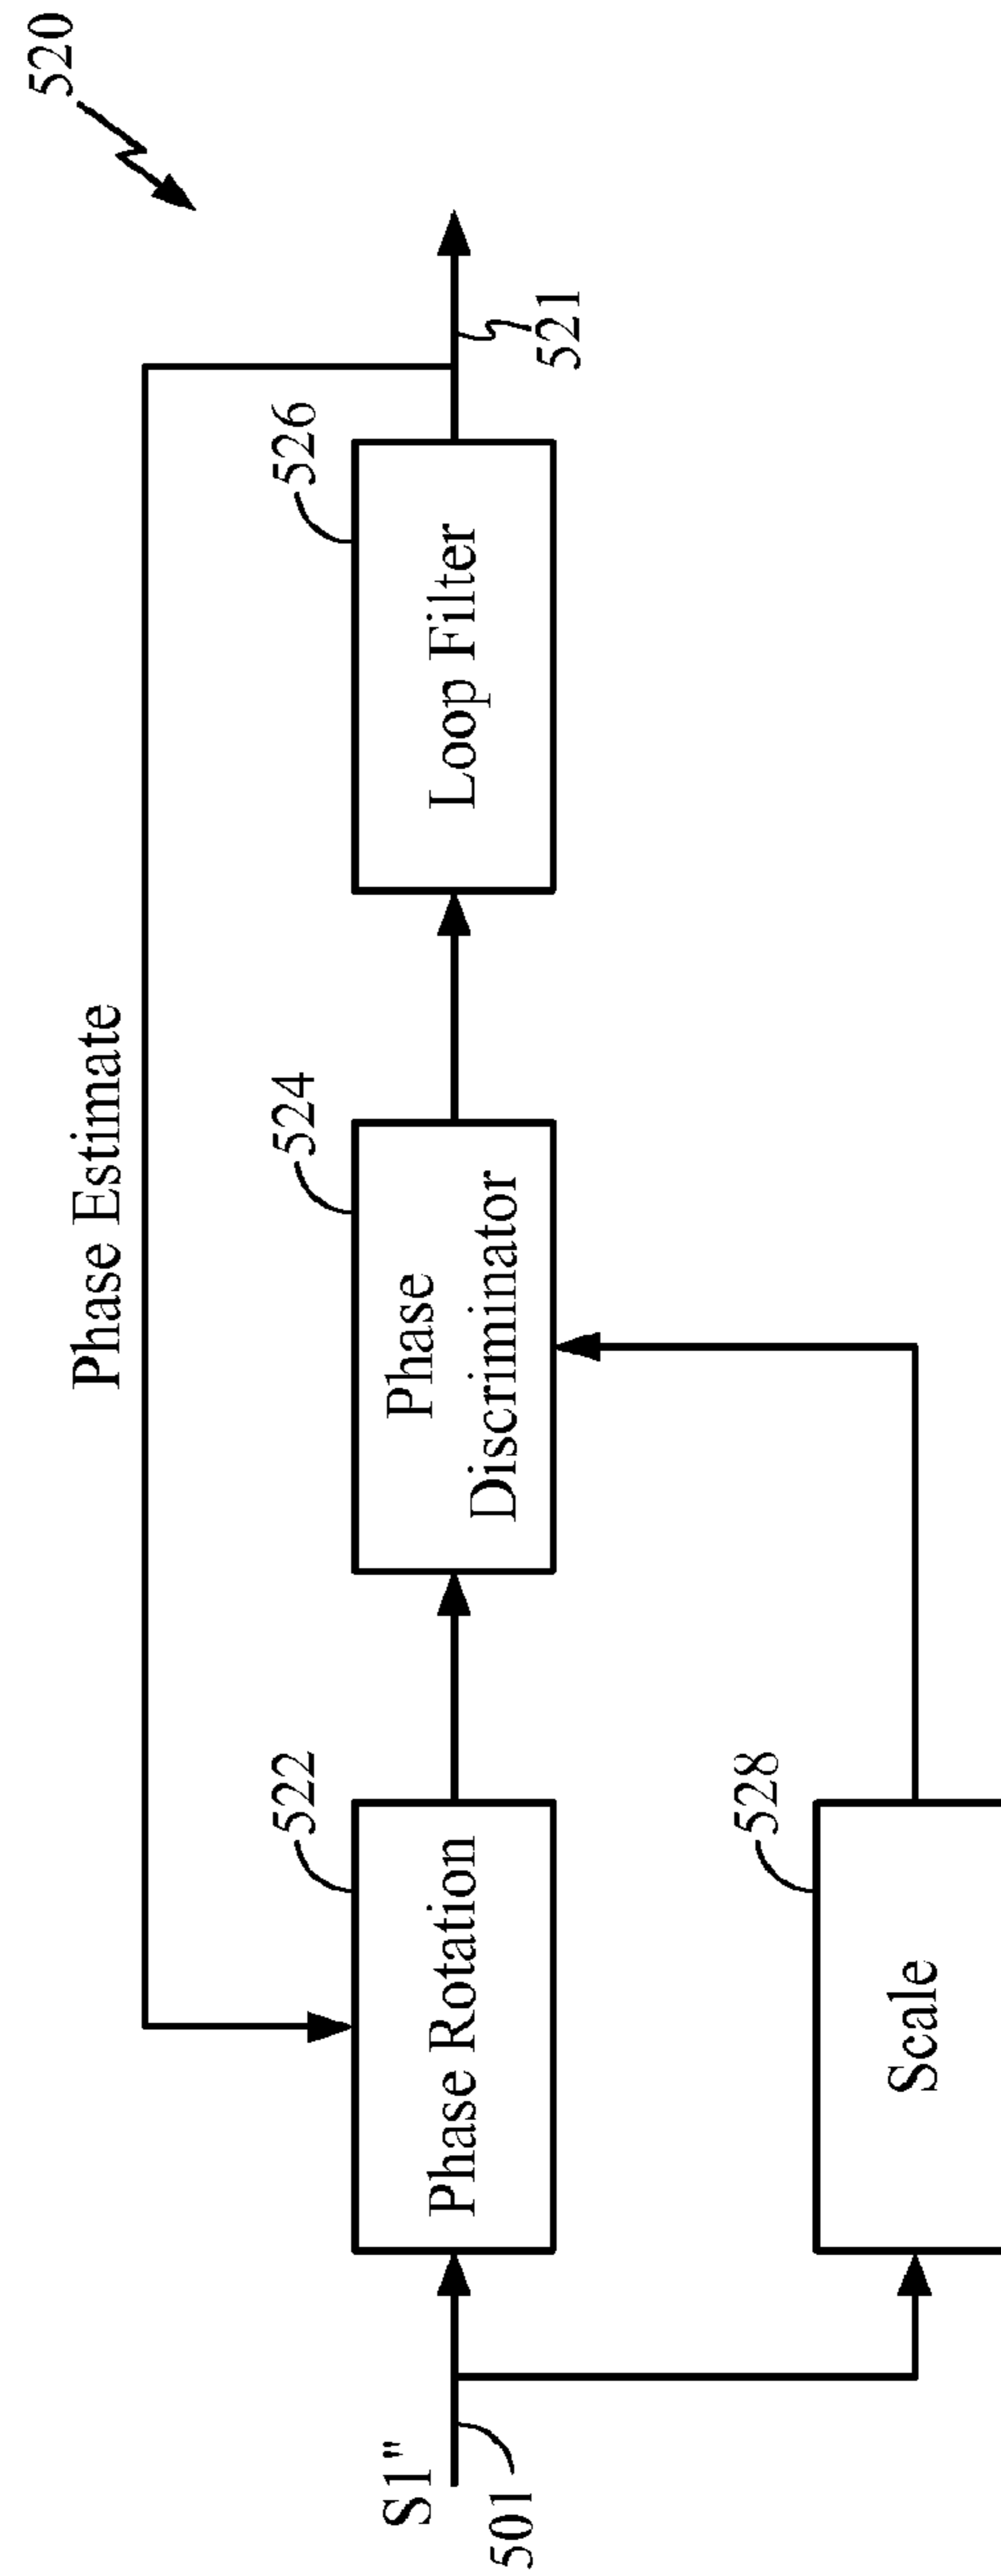 520
Phase Estimate
S1"
501
522
Phase Rotation
524
Phase
Discriminator
526
Loop Filter
521
528
Scale